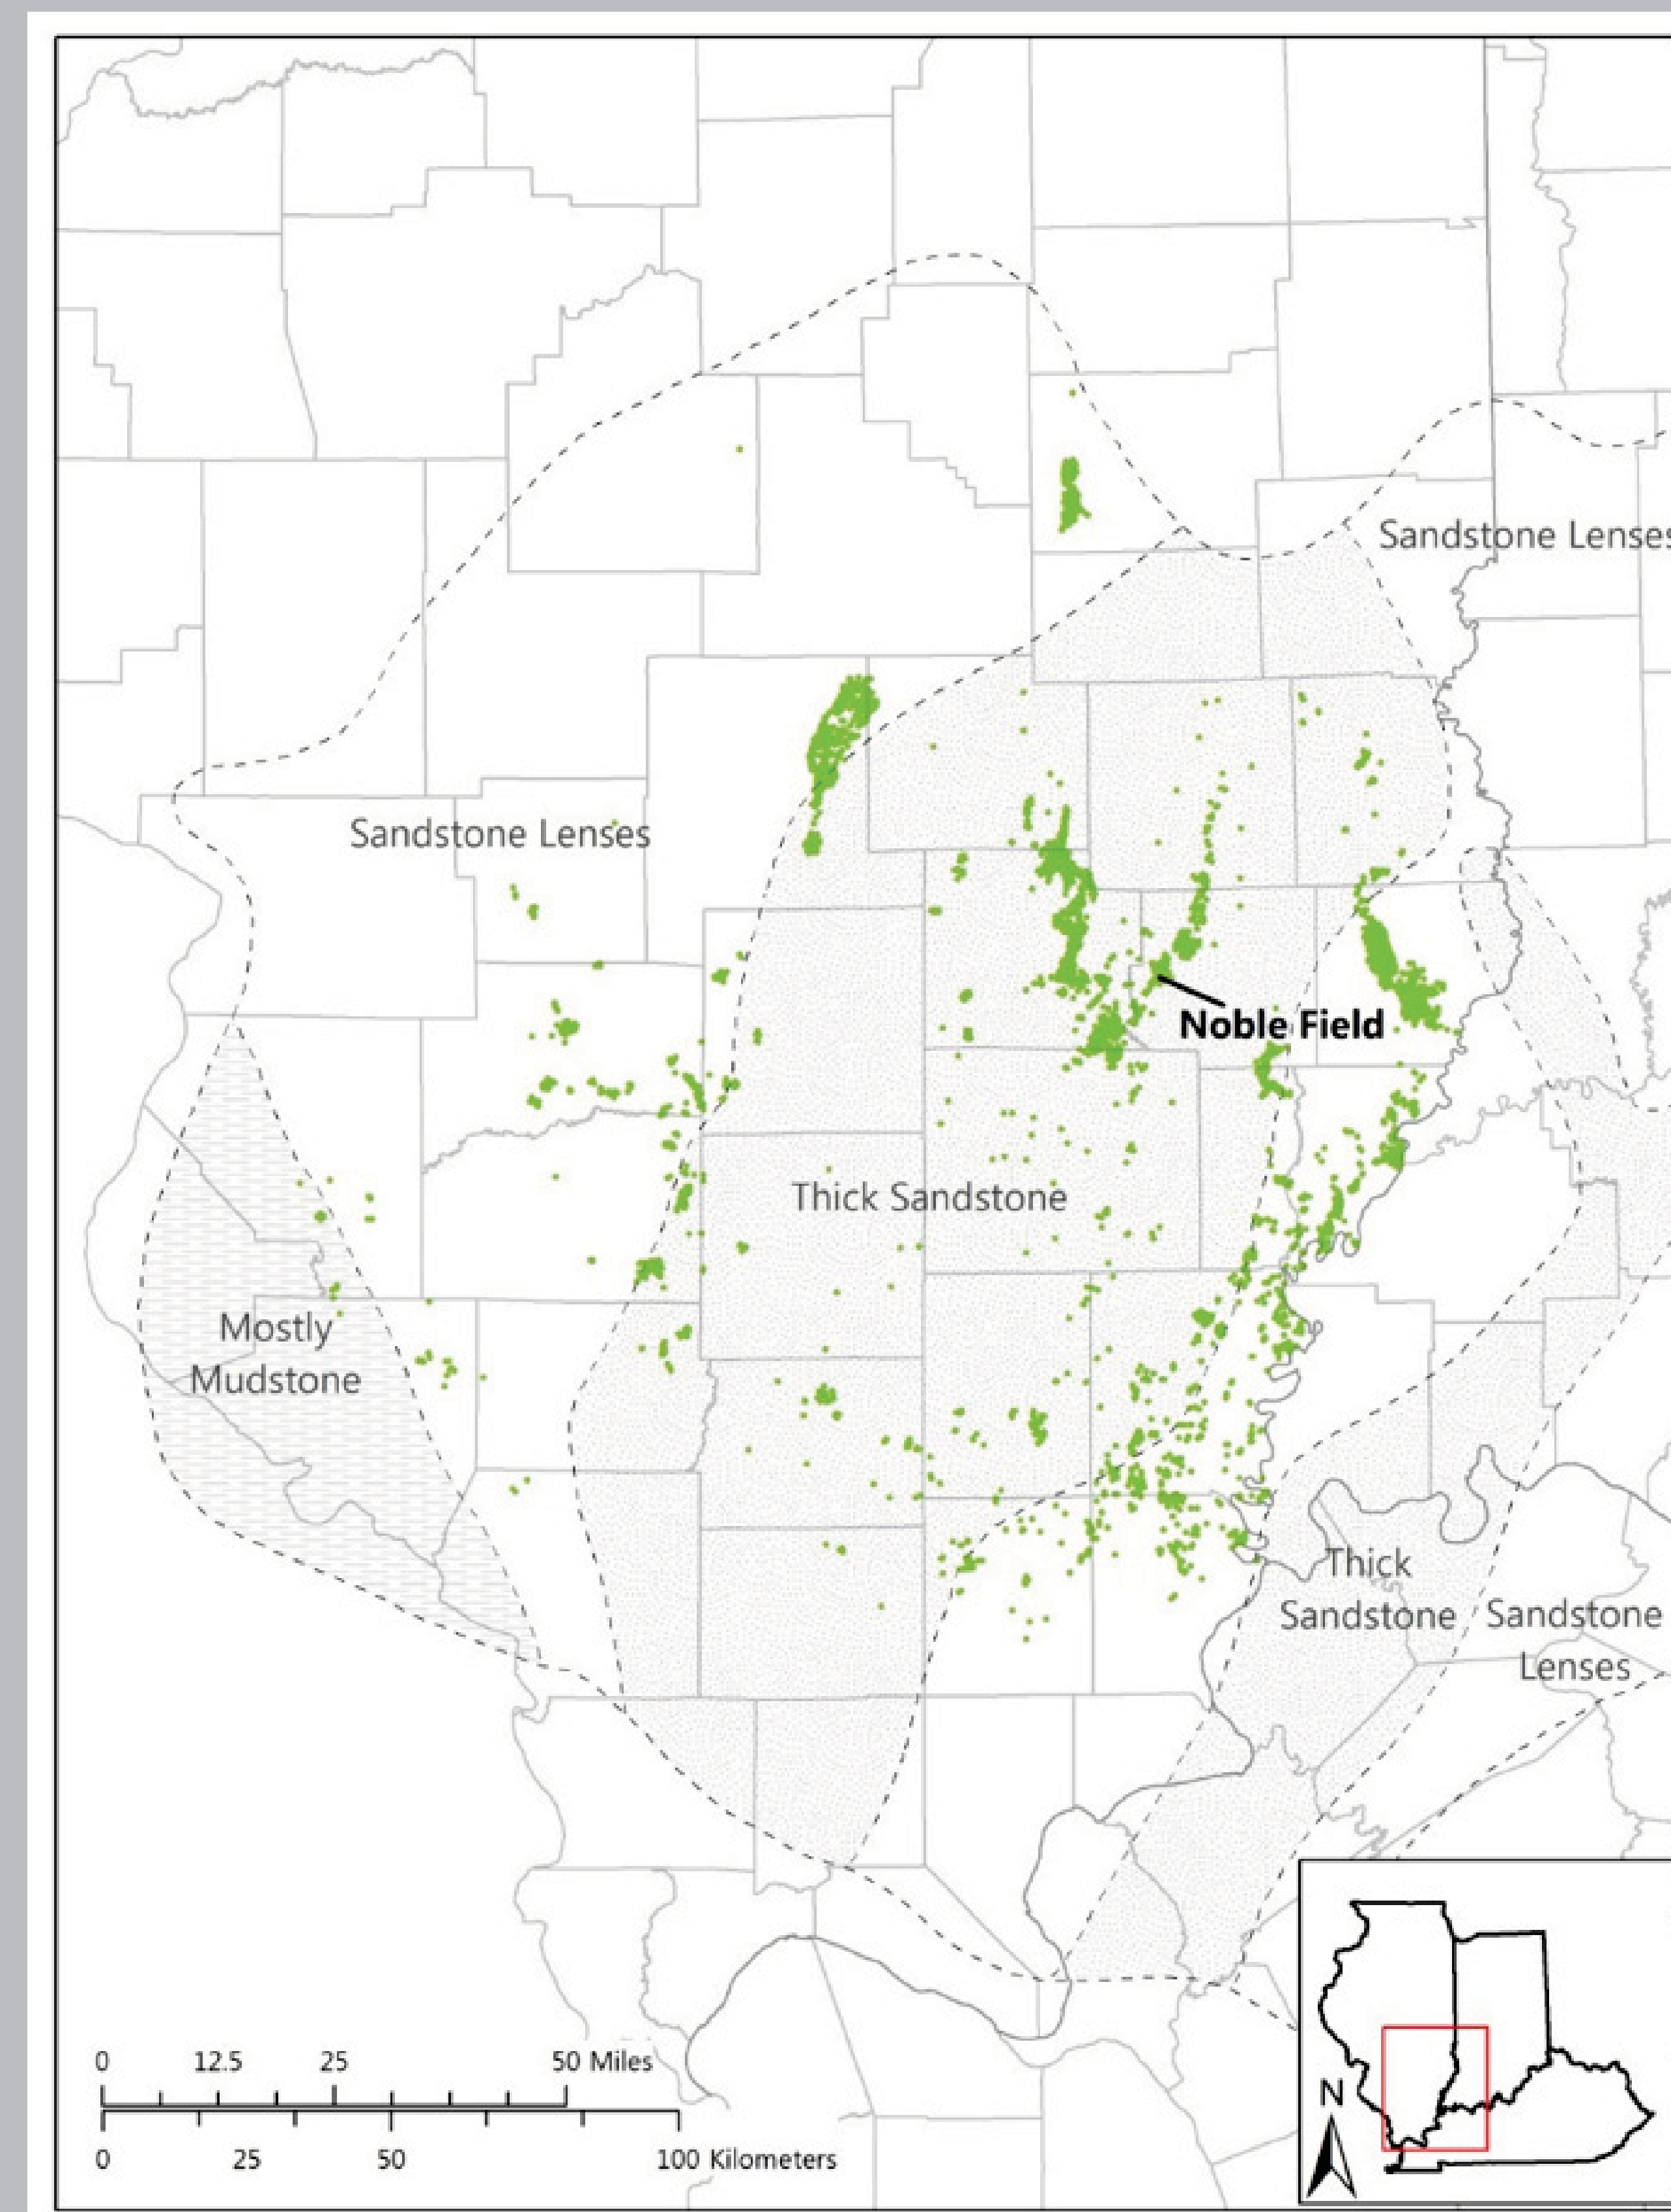 Sandstone Lenses
Sandstone Lenses
Noble Field
Thick Sandstone
Mostly
Mudstone
Thick
Sandstone
Sandstone
Lenses
0 12.5 25 50 Miles
0 25 50 100 Kilometers
N